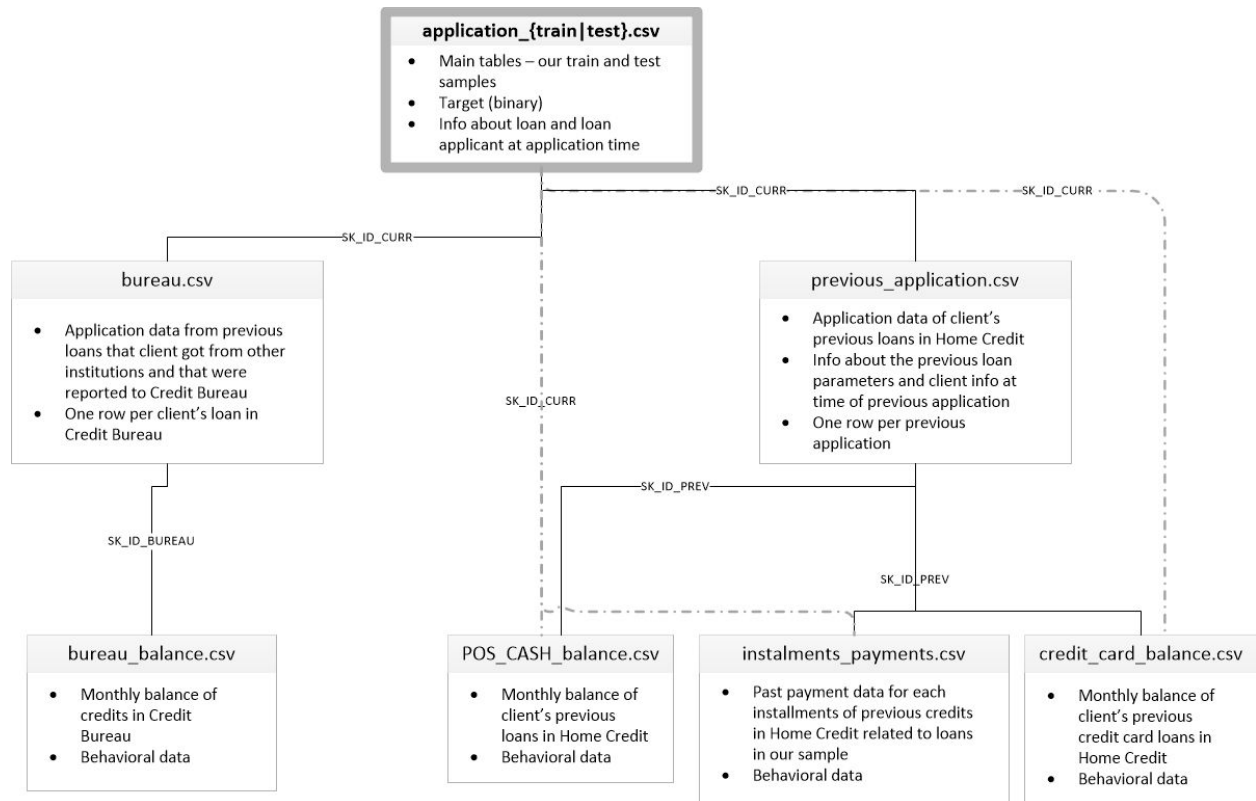 application_{train|test}.csv
• Main tables – our train and test
samples
• Target (binary)
• Info about loan and loan
applicant at application time
SK_ID_CURR
SK_ID_CURR
SK_ID_CURR
bureau.csv
• Application data from previous
loans that client got from other
institutions and that were
reported to Credit Bureau
• One row per client's loan in
Credit Bureau
SK_ID_CURR
previous_application.csv
• Application data of client's
previous loans in Home Credit
• Info about the previous loan
parameters and client info at
time of previous application
• One row per previous
application
SK_ID_PREV
SK_ID_BUREAU
SK_ID_PREV
bureau_balance.csv
• Monthly balance of
credits in Credit
Bureau
• Behavioral data
POS_CASH_balance.csv
• Monthly balance of
client's previous
loans in Home Credit
• Behavioral data
instalments_payments.csv
• Past payment data for each
installments of previous credits
in Home Credit related to loans
in our sample
• Behavioral data
credit_card_balance.csv
• Monthly balance of
client's previous
credit card loans in
Home Credit
• Behavioral data